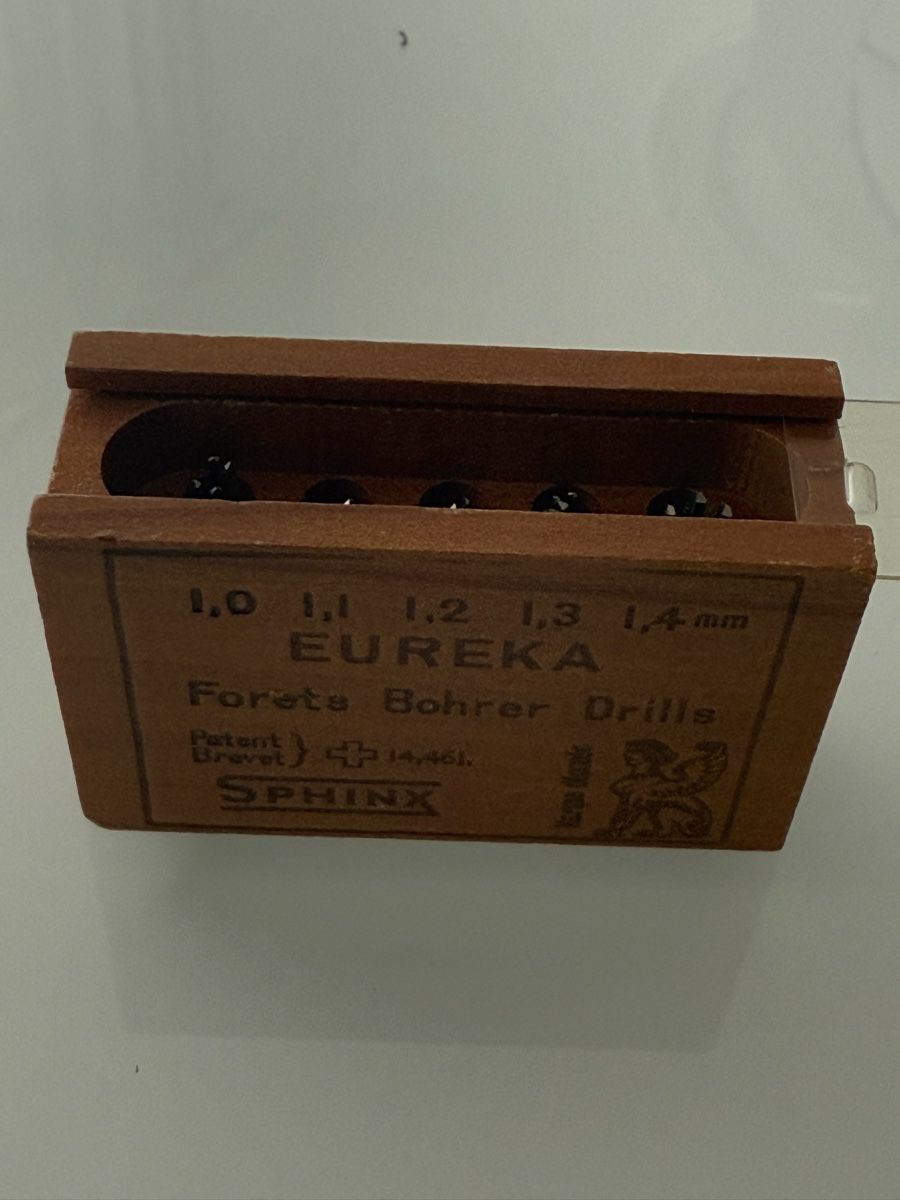 1,0 1,1 1,2 1,3 1,4 mm
EUREKA
Forets Bohrer Drills
Patent
Brevet } 14,461.
SPHINX